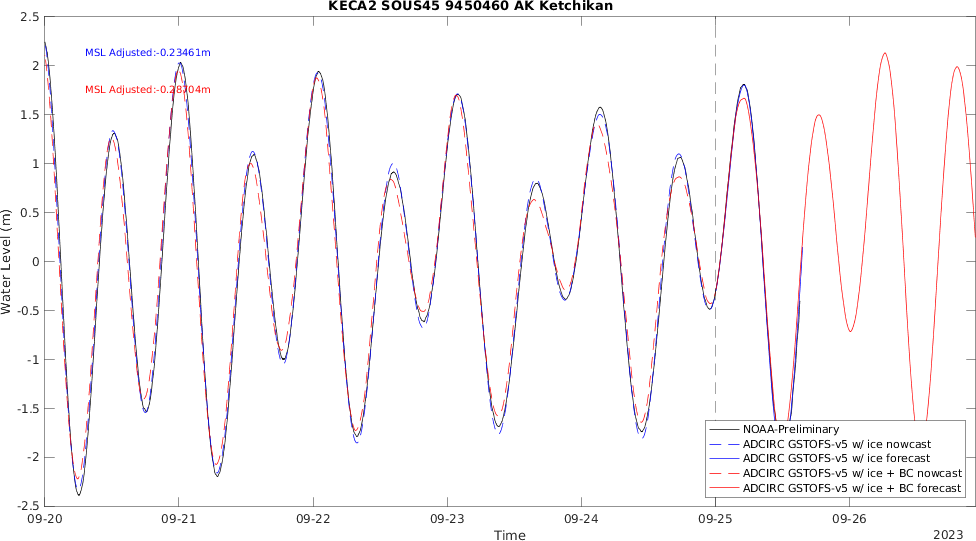 KECA2 SOUS45 9450460 AK Ketchikan
2.5
2
1.5
1
0.5
0
-0.5
-1
-1.5
-2
-2.5
Water Level (m)
MSL Adjusted:-0.23461m
MSL Adjusted:-0.28704m
NOAA-Preliminary
ADCIRC GSTOFS-v5 w/ ice nowcast
ADCIRC GSTOFS-v5 w/ ice forecast
ADCIRC GSTOFS-v5 w/ ice + BC nowcast
ADCIRC GSTOFS-v5 w/ ice + BC forecast
09-20 09-21 09-22 09-23 09-24 09-25 09-26
Time
2023